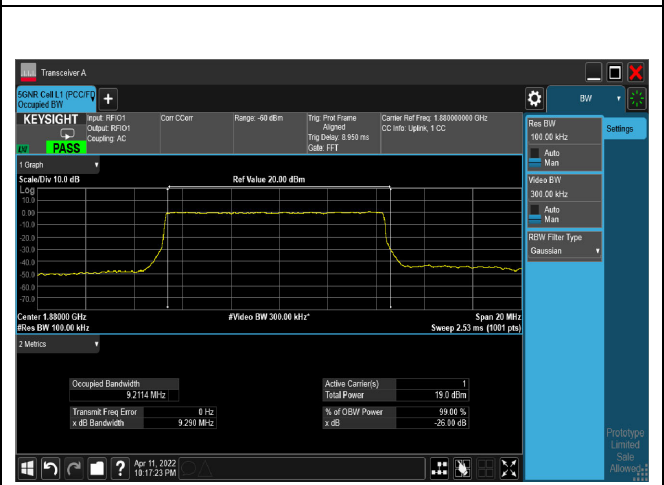 Transceiver A
5GNR Cell L1 (PCC/FD
Occupied BW
BW
KEYSIGHT
PASS
Input: RFIO1
Output: RFIO1
Coupling: AC
Corr CCorr
Range: -60 dBm
Trig: Prot Frame
Aligned
Trig Delay: 8.950 ms
Gate: FFT
Carrier Ref Freq: 1.880000000 GHz
CC Info: Uplink, 1 CC
Res BW
100.00 kHz
Auto
Man
Settings
Video BW
300.00 kHz
Auto
Man
RBW Filter Type
Gaussian
1 Graph
Scale/Div 10.0 dB
Ref Value 20.00 dBm
Log
10.0
0.00
-10.0
-20.0
-30.0
-40.0
-50.0
-60.0
-70.0
Center 1.88000 GHz
#Video BW 300.00 kHz*
Span 20 MHz
#Res BW 100.00 kHz
Sweep 2.53 ms (1001 pts)
2 Metrics
Occupied Bandwidth
9.2114 MHz
Active Carrier(s) 1
Total Power 19.0 dBm
Transmit Freq Error 0 Hz
x dB Bandwidth 9.290 MHz
% of OBW Power 99.00 %
x dB -26.00 dB
Prototype
Limited
Sale
Allowed
Apr 11, 2022
10:17:23 PM